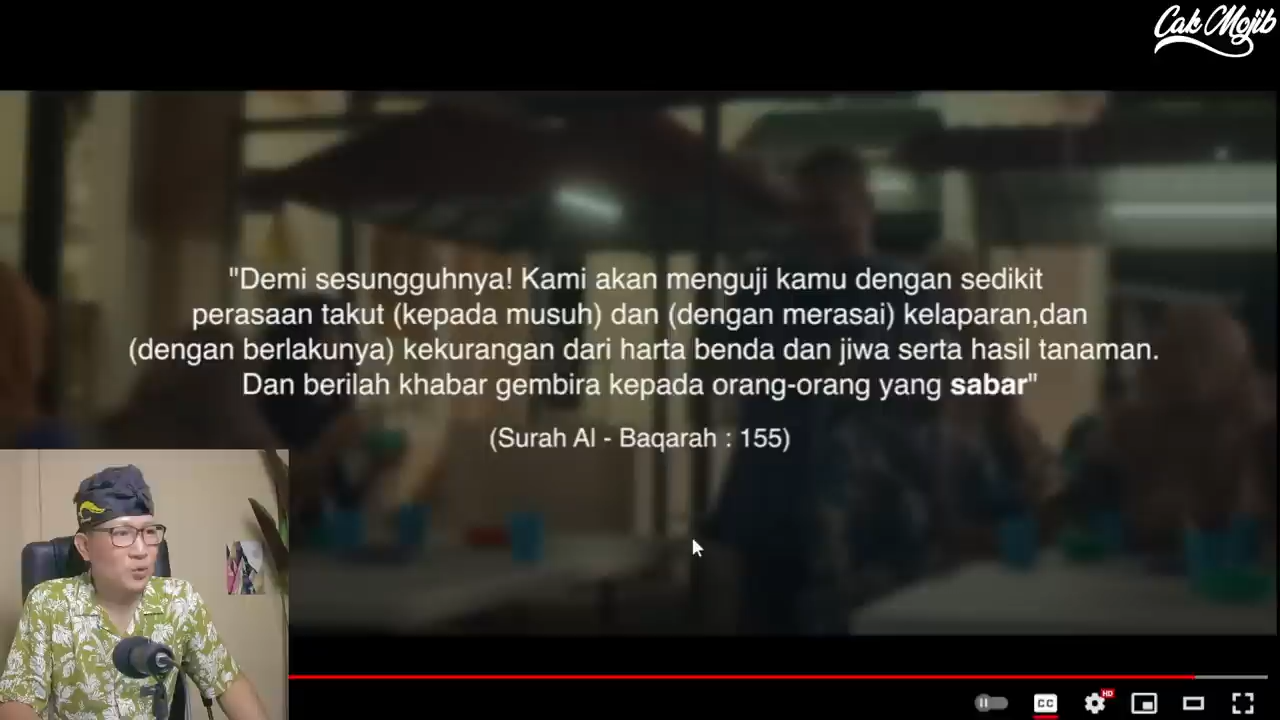 Cak Mojib
"Demi sesungguhnya! Kami akan menguji kamu dengan sedikit
perasaan takut (kepada musuh) dan (dengan merasai) kelaparan,dan
(dengan berlakunya) kekurangan dari harta benda dan jiwa serta hasil tanaman.
Dan berilah khabar gembira kepada orang-orang yang sabar"
(Surah Al - Baqarah : 155)
CC
HD